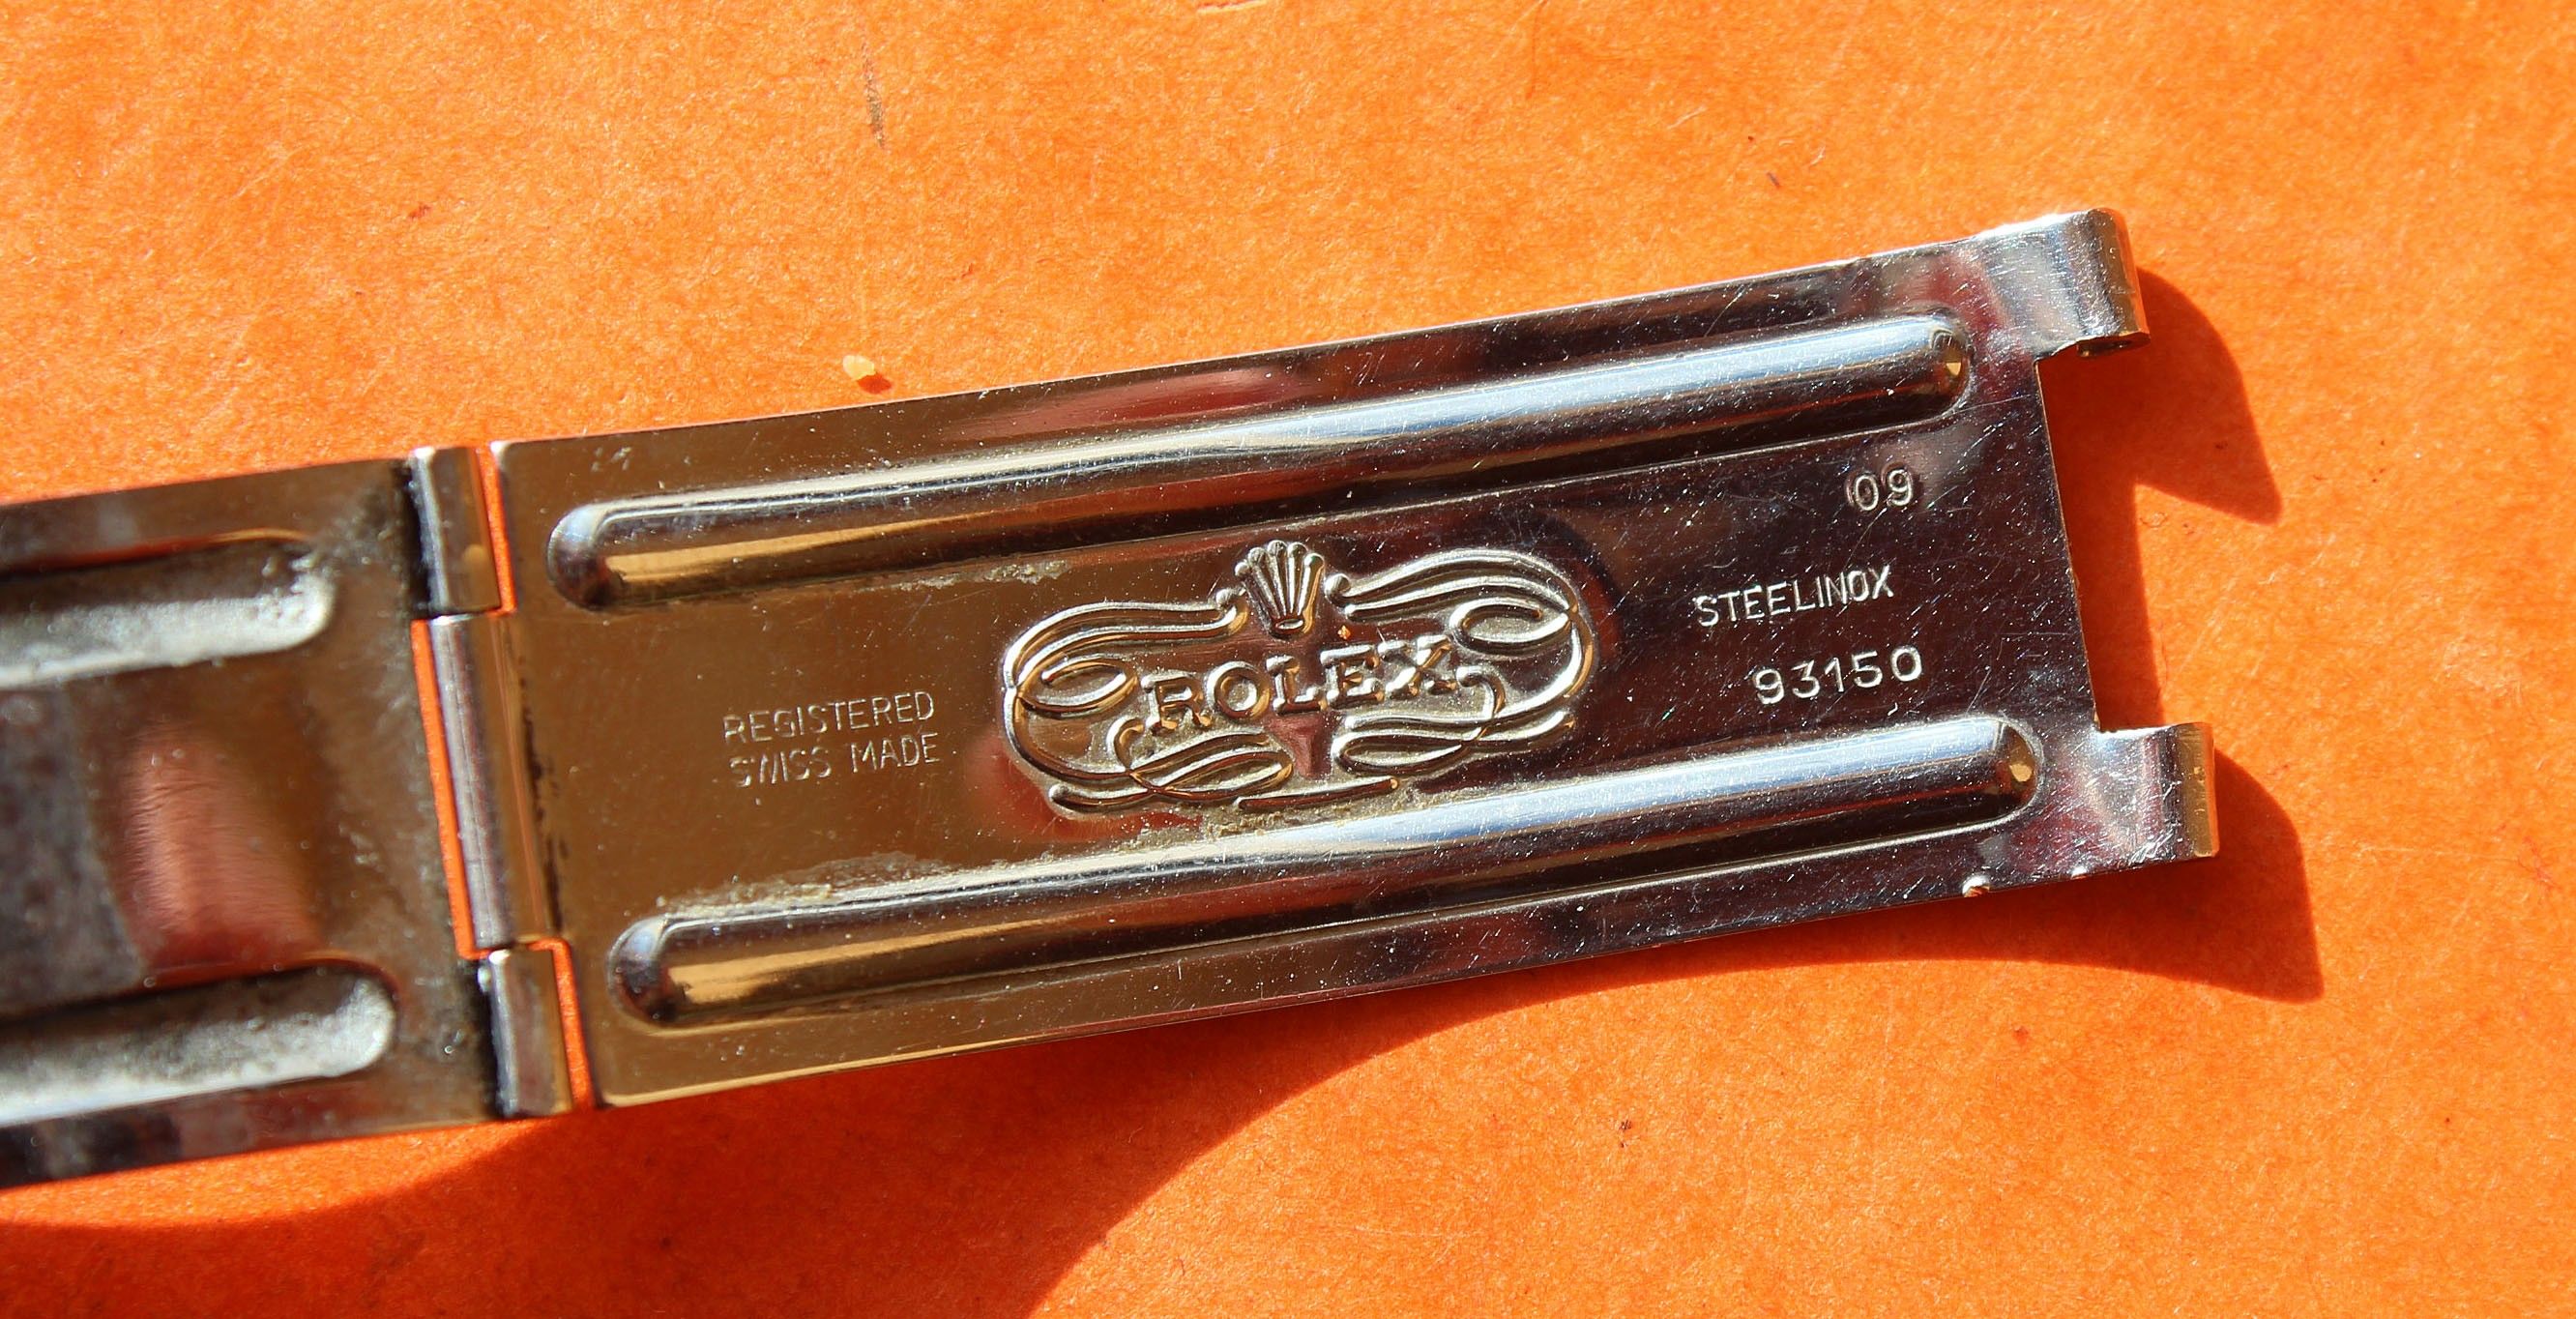 REGISTERED
SWISS MADE
ROLEX
09
STEELINOX
93150